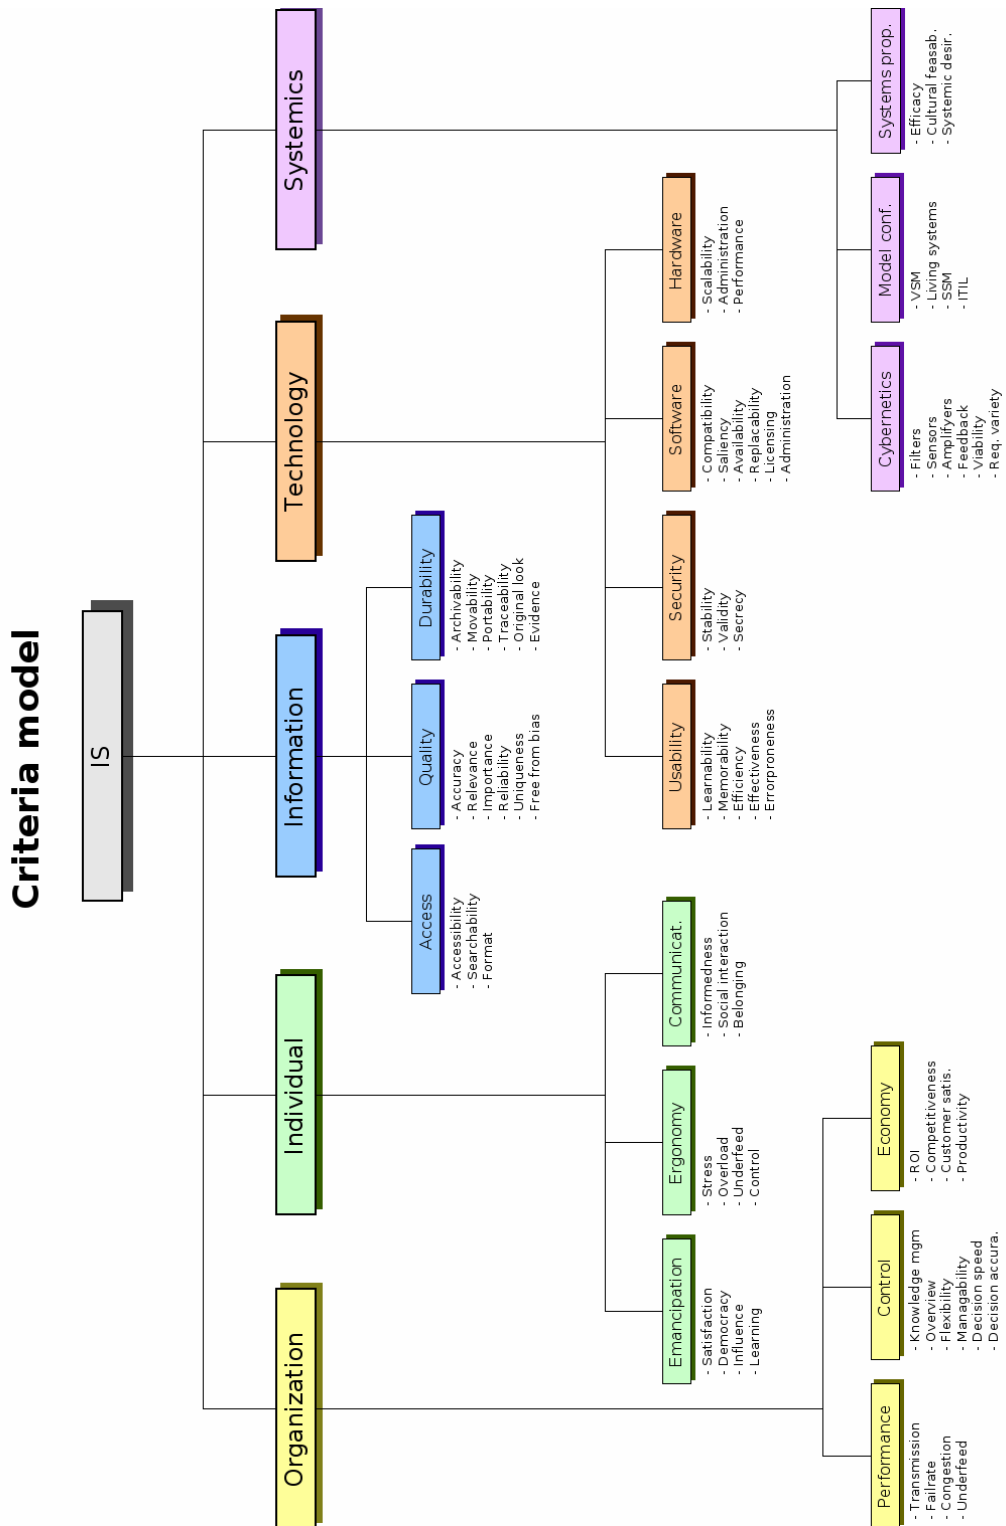 Criteria model
IS
Organization
Individual
Information
Technology
Systemics
Access
- Accessibility
- Searchability
- Format
Quality
- Accuracy
- Relevance
- Importance
- Reliability
- Uniqueness
- Free from bias
Durability
- Archivability
- Movability
- Portability
- Traceability
- Original look
- Evidence
Emancipation
- Satisfaction
- Democracy
- Influence
- Learning
Ergonomy
- Stress
- Overload
- Underfeed
- Control
Communicat.
- Informedness
- Social interaction
- Belonging
Usability
- Learnability
- Memorability
- Efficiency
- Effectiveness
- Errorproneness
Security
- Stability
- Validity
- Secrecy
Software
- Compatibility
- Saliency
- Availability
- Replacability
- Licensing
- Administration
Hardware
- Scalability
- Administration
- Performance
Performance
- Transmission
- Failrate
- Congestion
- Underfeed
Control
- Knowledge mgm
- Overview
- Flexibility
- Managability
- Decision speed
- Decision accura.
Economy
- ROI
- Competitiveness
- Customer satis.
- Productivity
Cybernetics
- Filters
- Sensors
- Amplifyers
- Feedback
- Viability
- Req. variety
Model conf.
- VSM
- Living systems
- SSM
- ITIL
Systems prop.
- Efficacy
- Cultural feasab.
- Systemic desir.